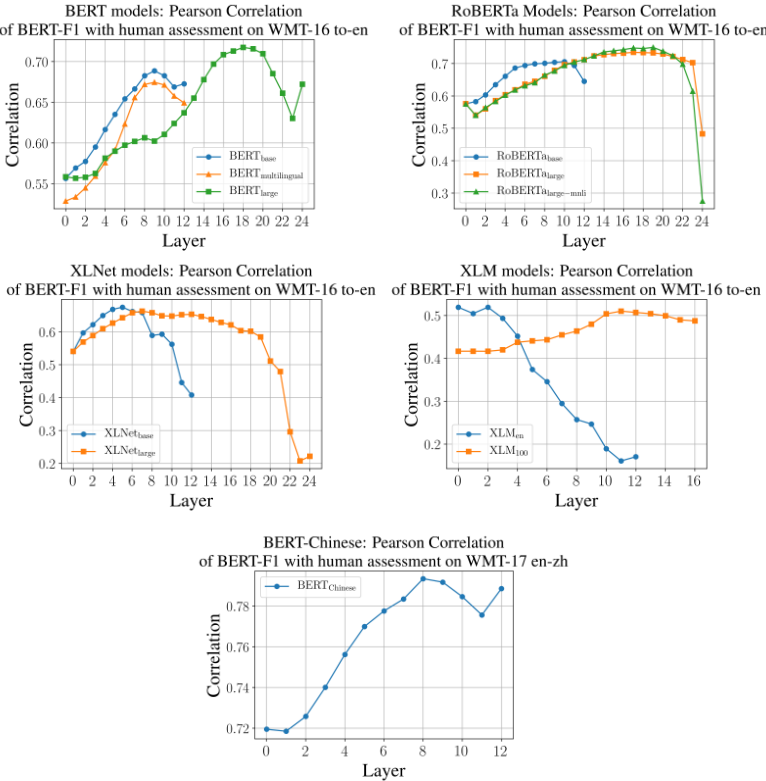 BERT models: Pearson Correlation
of BERT-F1 with human assessment on WMT-16 to-en
0.70
0.65
0.60
0.55
Correlation
BERTbase
BERTmultilingual
BERTlarge
0 2 4 6 8 10 12 14 16 18 20 22 24
Layer
RoBERTa Models: Pearson Correlation
of BERT-F1 with human assessment on WMT-16 to-en
0.7
0.6
0.5
0.4
0.3
Correlation
RoBERTabase
RoBERTalarge
RoBERTalarge−mnli
0 2 4 6 8 10 12 14 16 18 20 22 24
Layer
XLNet models: Pearson Correlation
of BERT-F1 with human assessment on WMT-16 to-en
0.6
0.5
0.4
0.3
0.2
Correlation
XLNetbase
XLNetlarge
0 2 4 6 8 10 12 14 16 18 20 22 24
Layer
XLM models: Pearson Correlation
of BERT-F1 with human assessment on WMT-16 to-en
0.5
0.4
0.3
0.2
Correlation
XLMen
XLM100
0 2 4 6 8 10 12 14 16
Layer
BERT-Chinese: Pearson Correlation
of BERT-F1 with human assessment on WMT-17 en-zh
BERTChinese
0.78
0.76
0.74
0.72
Correlation
0 2 4 6 8 10 12
Layer